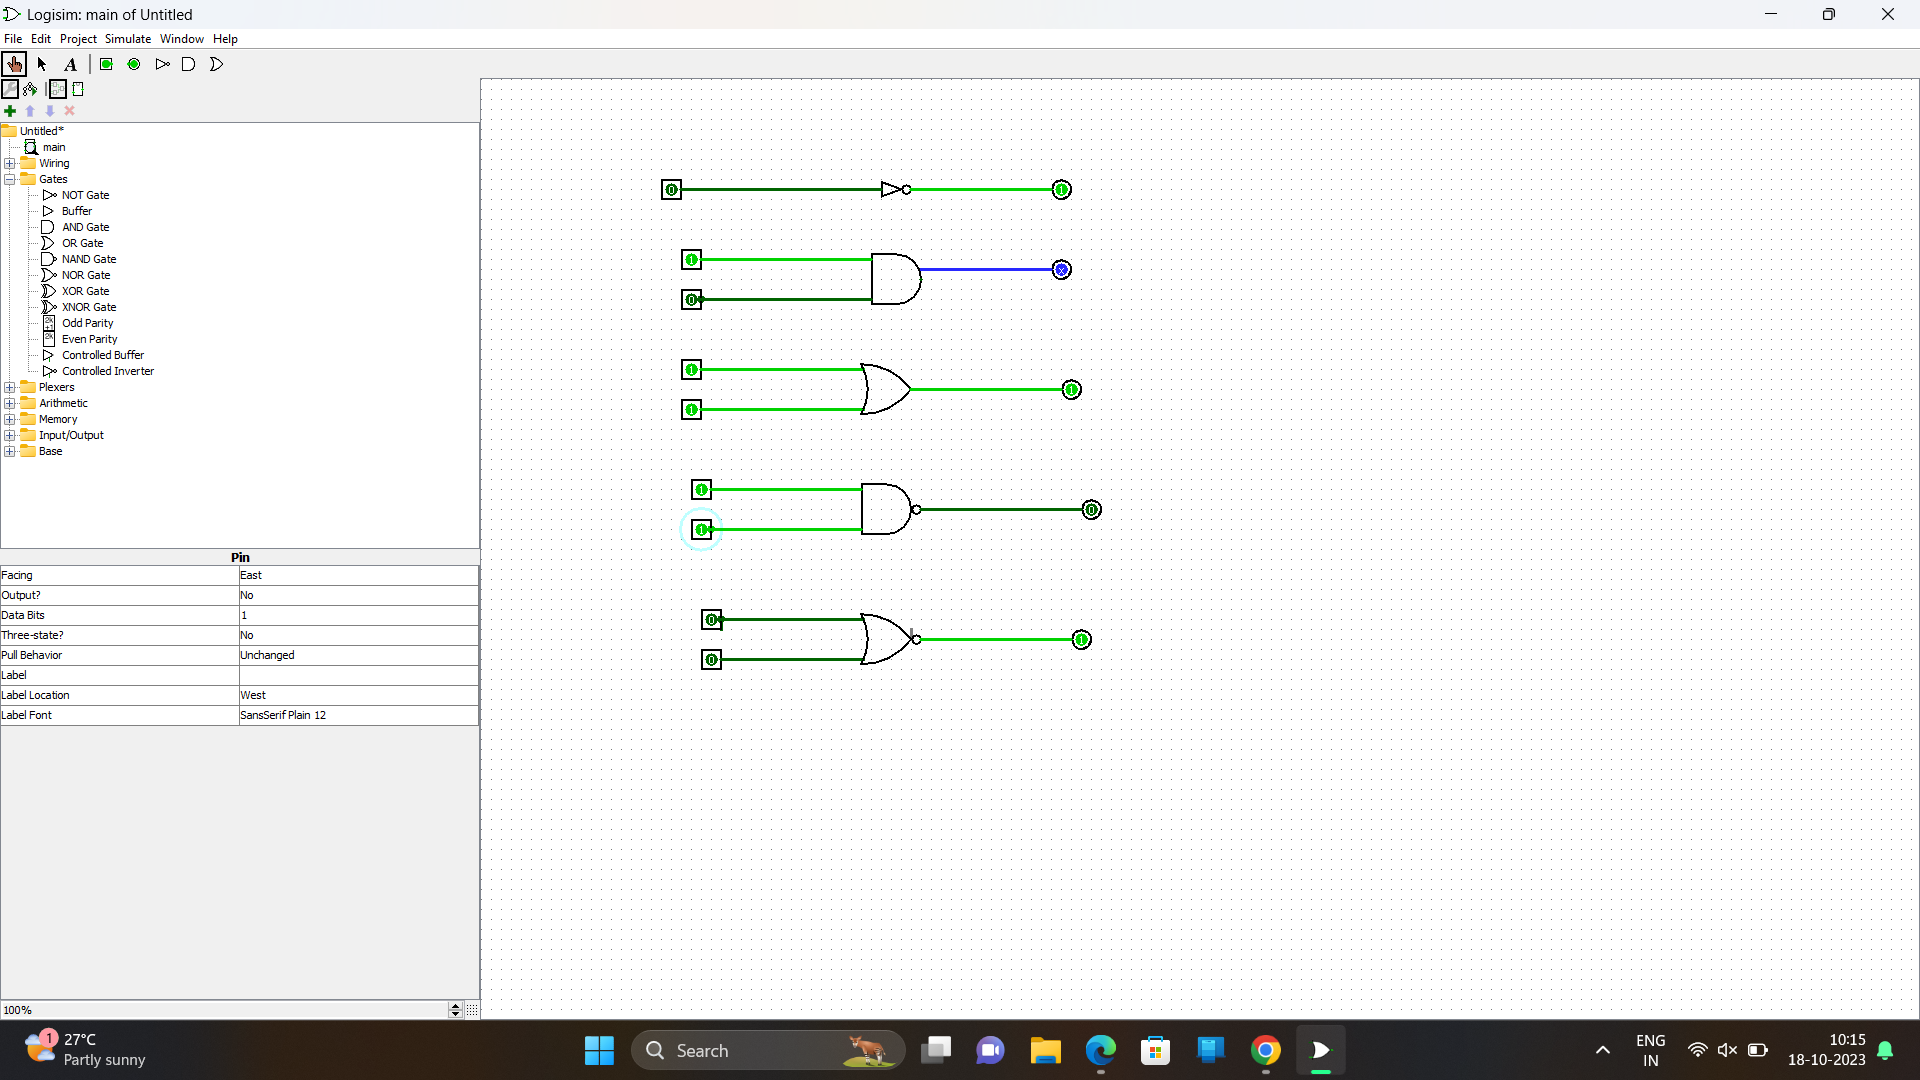 Logisim: main of Untitled
File Edit Project Simulate Window Help
A
Untitled*
main
Wiring
Gates
NOT Gate
Buffer
AND Gate
OR Gate
NAND Gate
NOR Gate
XOR Gate
XNOR Gate
2k+1 Odd Parity
2k Even Parity
Controlled Buffer
Controlled Inverter
Plexers
Arithmetic
Memory
Input/Output
Base
Pin
Facing East
Output? No
Data Bits 1
Three-state? No
Pull Behavior Unchanged
Label
Label Location West
Label Font SansSerif Plain 12
100%
0 1
1 x
0
1 1
1
1 0
1
0 1
0
1 27°C
Partly sunny
Search
ENG
IN
10:15
18-10-2023